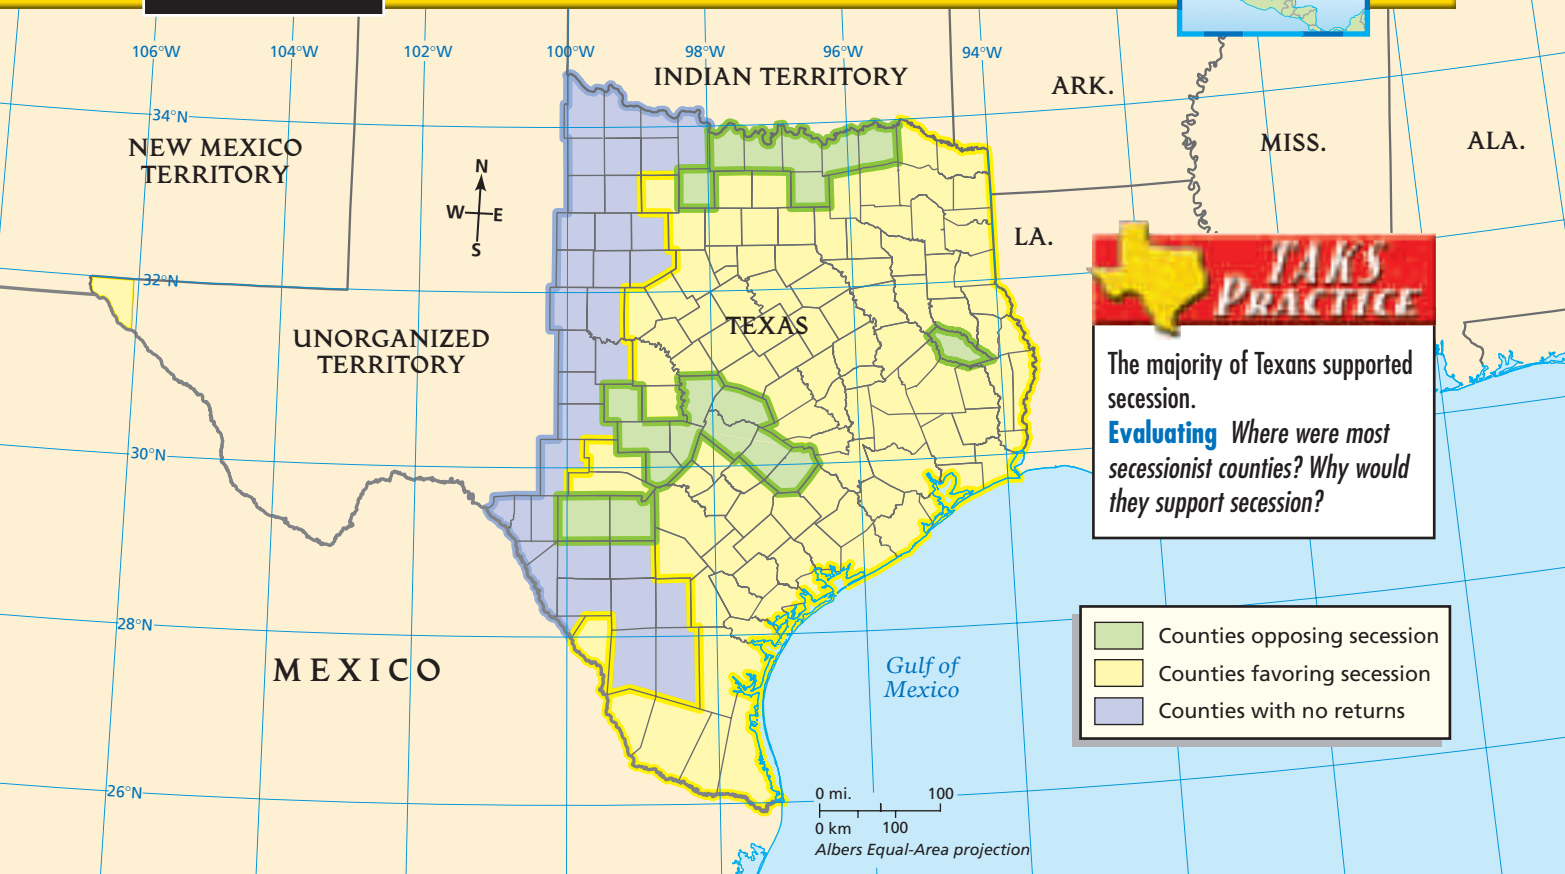 106°W
104°W
102°W
100°W
98°W
96°W
94°W
INDIAN TERRITORY
ARK.
34°N
NEW MEXICO
TERRITORY
MISS.
ALA.
N
W
E
S
LA.
32°N
UNORGANIZED
TERRITORY
TEXAS
TAKS
PRACTICE
The majority of Texans supported
secession.
Evaluating Where were most
secessionist counties? Why would
they support secession?
30°N
28°N
MEXICO
Gulf of
Mexico
Counties opposing secession
Counties favoring secession
Counties with no returns
26°N
0 mi.
100
0 km
100
Albers Equal-Area projection